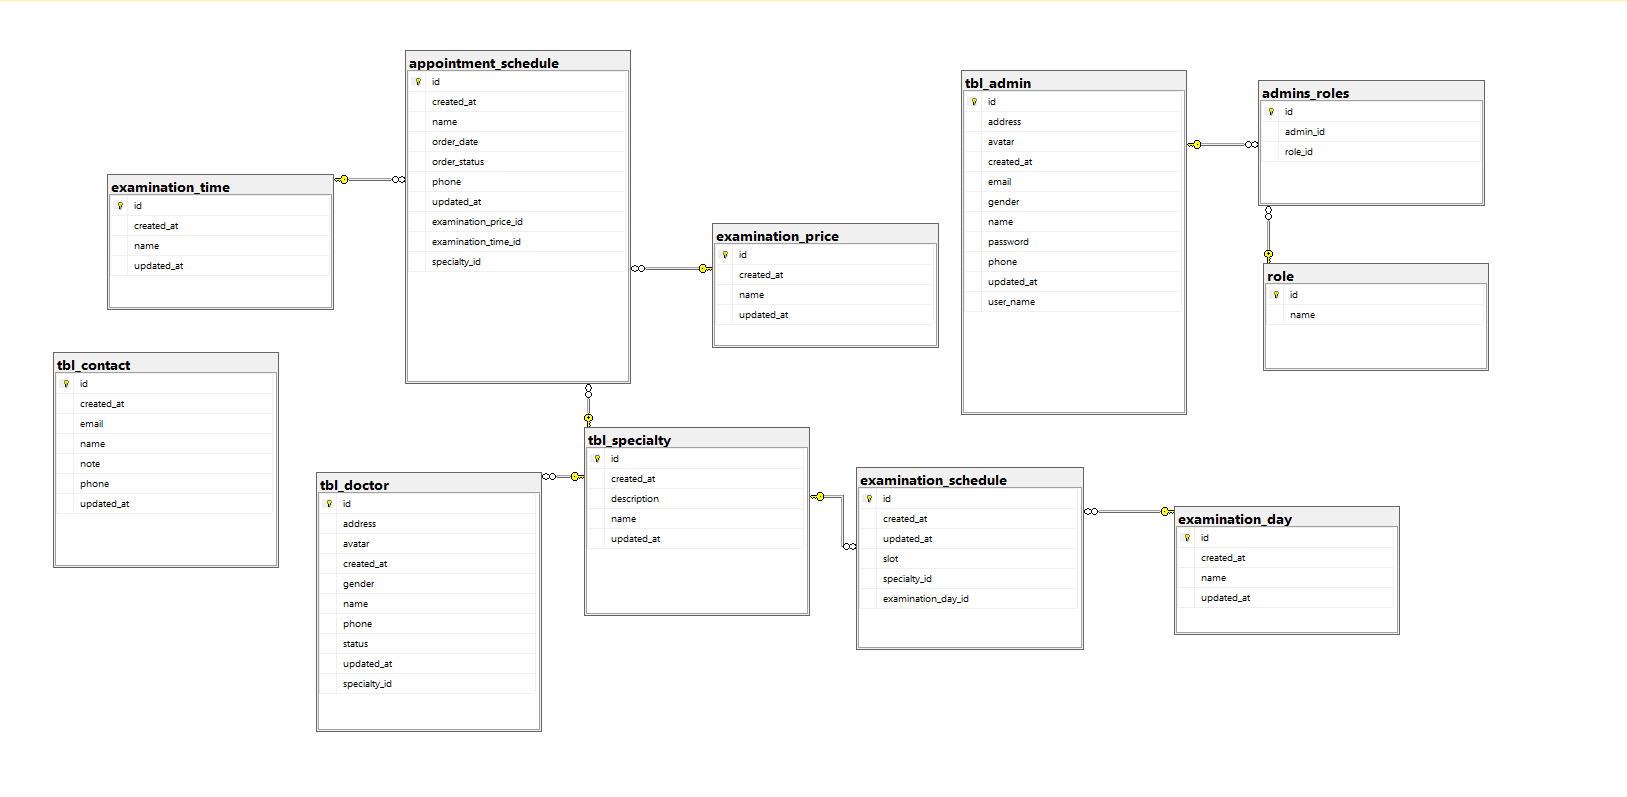 appointment_schedule
id
created_at
name
order_date
order_status
phone
updated_at
examination_price_id
examination_time_id
specialty_id
tbl_admin
id
address
avatar
created_at
email
gender
name
password
phone
updated_at
user_name
admins_roles
id
admin_id
role_id
examination_time
id
created_at
name
updated_at
examination_price
id
created_at
name
updated_at
role
id
name
tbl_contact
id
created_at
email
name
note
phone
updated_at
tbl_specialty
id
created_at
description
name
updated_at
tbl_doctor
id
address
avatar
created_at
gender
name
phone
status
updated_at
specialty_id
examination_schedule
id
created_at
updated_at
slot
specialty_id
examination_day_id
examination_day
id
created_at
name
updated_at